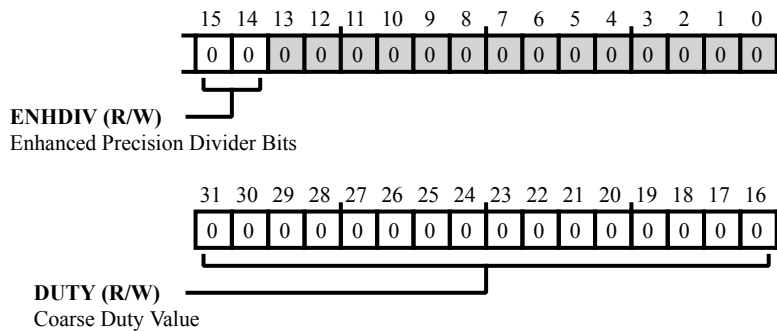 15 14 13 12 11 10 9 8 7 6 5 4 3 2 1 0
0 0 0 0 0 0 0 0 0 0 0 0 0 0 0 0
ENHDIV (R/W)
Enhanced Precision Divider Bits
31 30 29 28 27 26 25 24 23 22 21 20 19 18 17 16
0 0 0 0 0 0 0 0 0 0 0 0 0 0 0 0
DUTY (R/W)
Coarse Duty Value